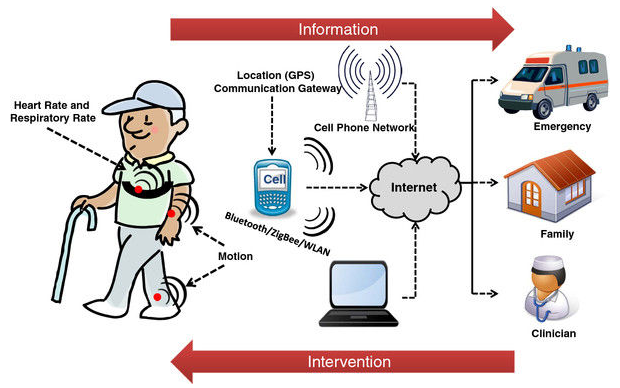 Information
Location (GPS)
Communication Gateway
Heart Rate and
Respiratory Rate
Cell Phone Network
Emergency
Cell
Internet
Bluetooth/ZigBee/WLAN
Family
Motion
Clinician
Intervention